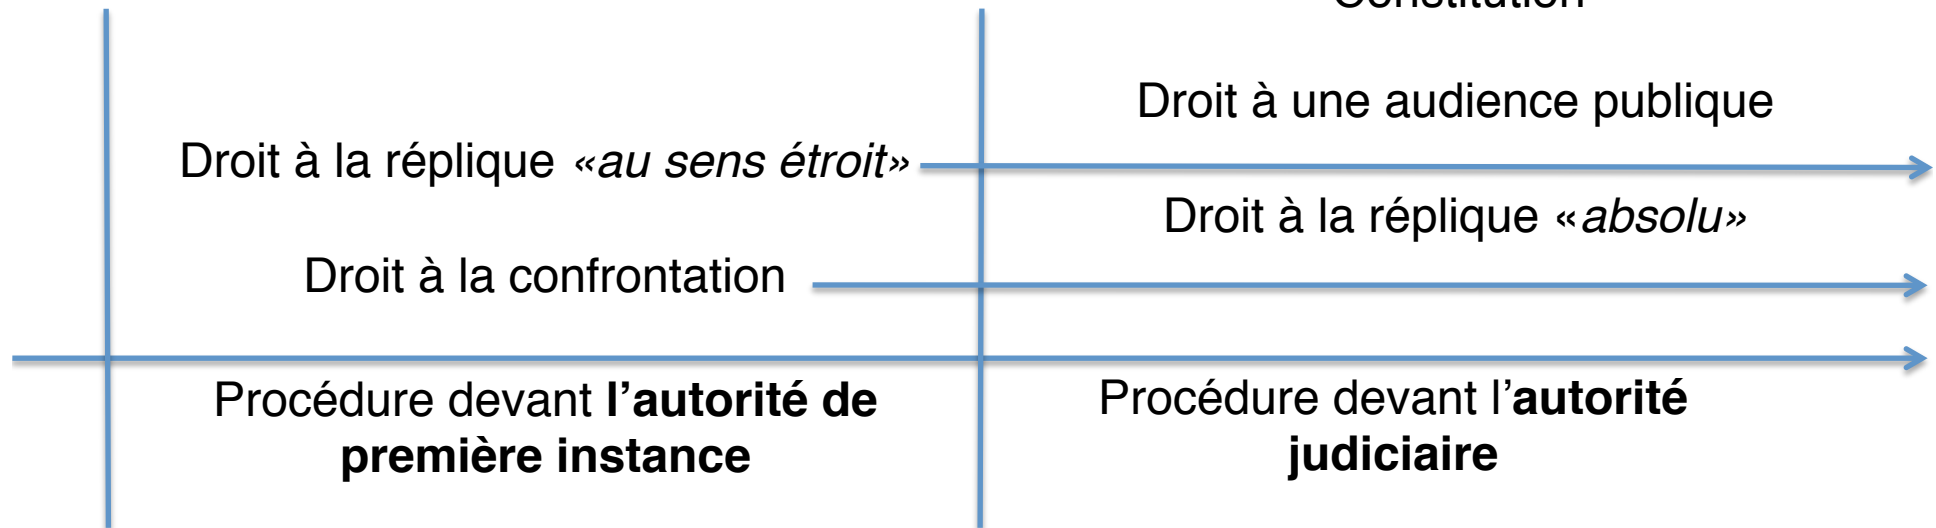 Constitution
Droit à une audience publique
Droit à la réplique «au sens étroit»
Droit à la réplique «absolu»
Droit à la confrontation
Procédure devant l’autorité de
première instance
Procédure devant l’autorité
judiciaire